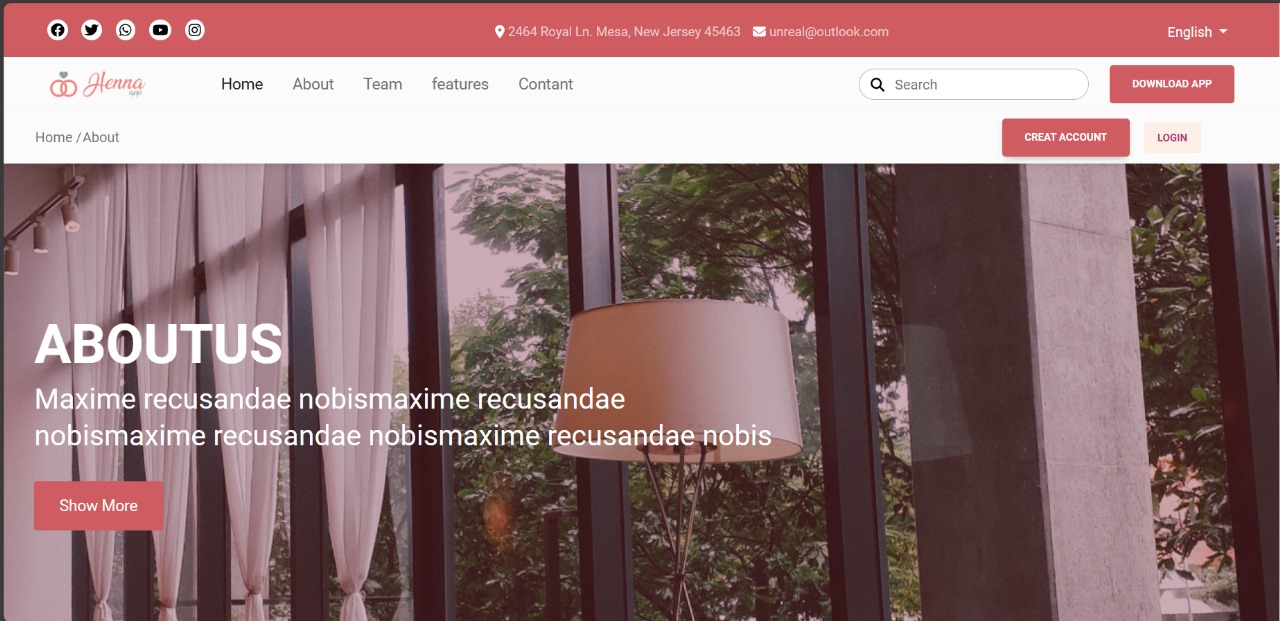 2464 Royal Ln. Mesa, New Jersey 45463 unreal@outlook.com English
Henna app Home About Team features Contant Search DOWNLOAD APP
Home /About CREAT ACCOUNT LOGIN
ABOUTUS
Maxime recusandae nobismaxime recusandae
nobismaxime recusandae nobismaxime recusandae nobis
Show More